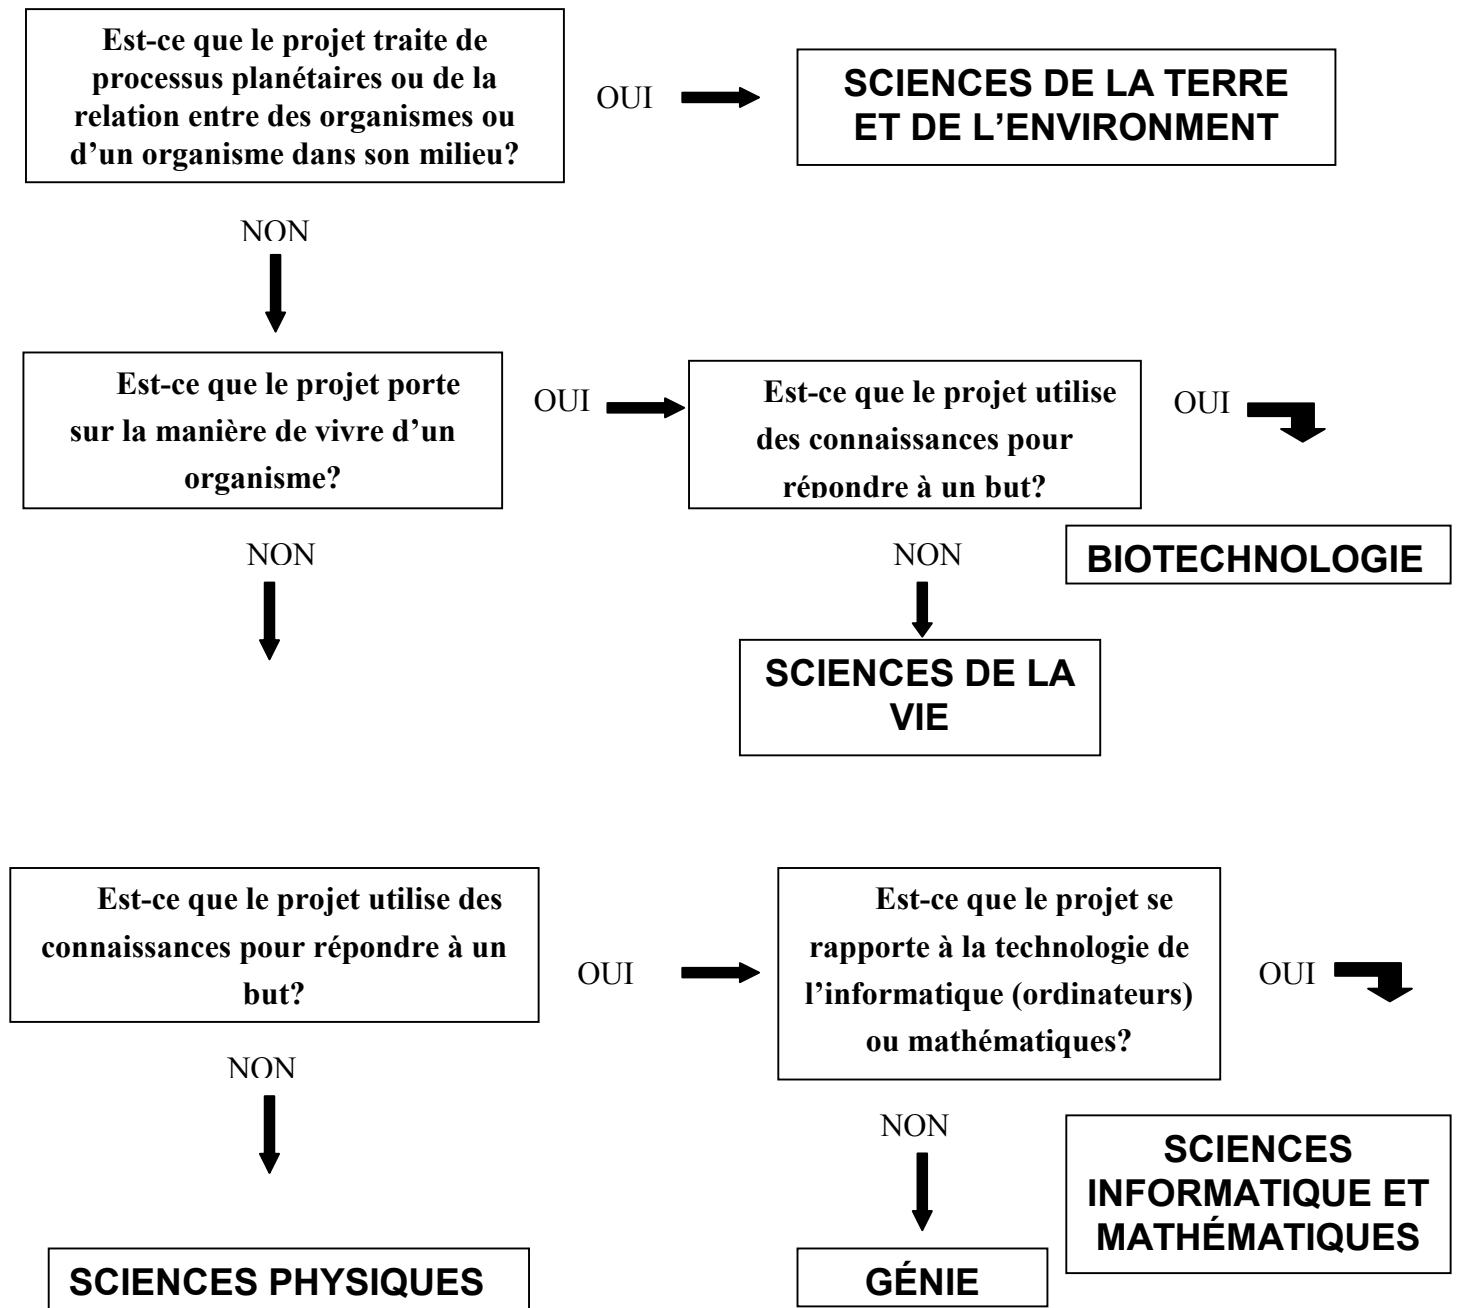 Est-ce que le projet traite de
processus planétaires ou de la
relation entre des organismes ou
d'un organisme dans son milieu?
OUI
SCIENCES DE LA TERRE
ET DE L'ENVIRONMENT
NON
Est-ce que le projet porte
sur la manière de vivre d'un
organisme?
OUI
Est-ce que le projet utilise
des connaissances pour
répondre à un but?
OUI
NON
NON
BIOTECHNOLOGIE
SCIENCES DE LA
VIE
Est-ce que le projet utilise des
connaissances pour répondre à un
but?
OUI
Est-ce que le projet se
rapporte à la technologie de
l'informatique (ordinateurs)
ou mathématiques?
OUI
NON
NON
SCIENCES
INFORMATIQUE ET
MATHÉMATIQUES
SCIENCES PHYSIQUES
GÉNIE